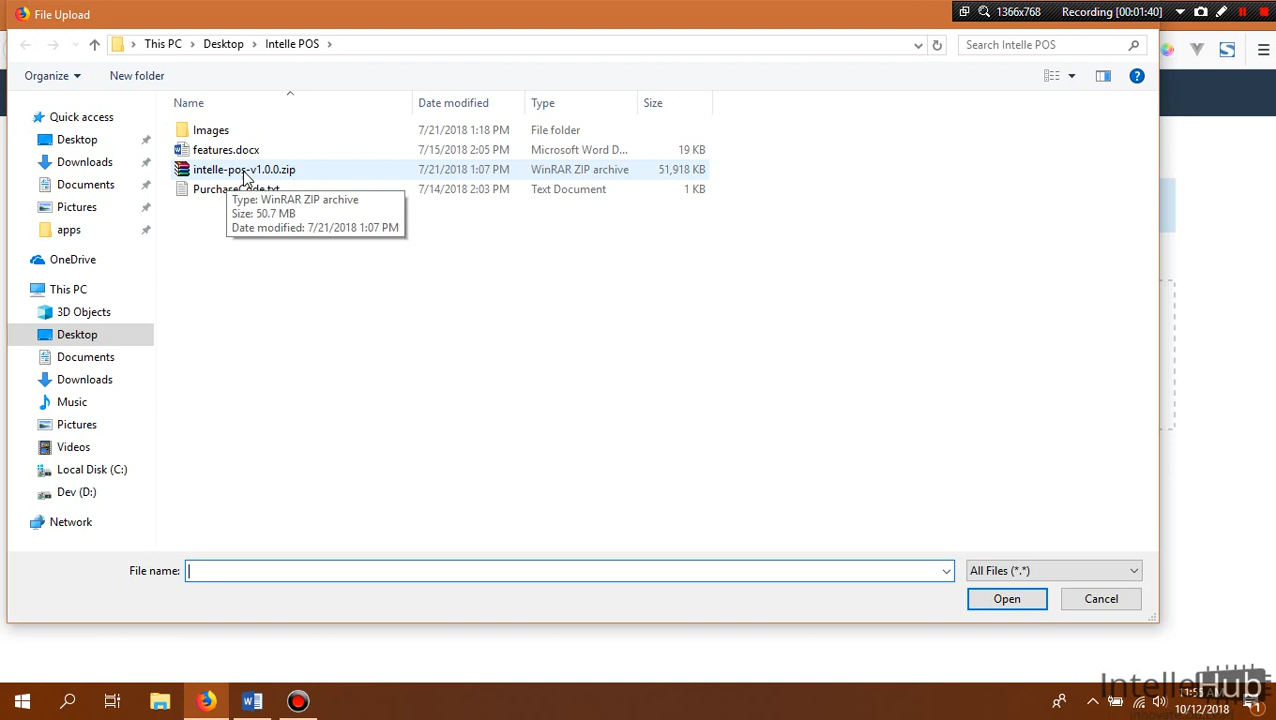 File Upload
1366x768
Recording [00:01:40]
This PC
Desktop
Intelle POS
Search Intelle POS
Organize
New folder
Name
Date modified
Type
Size
Quick access
Desktop
Downloads
Documents
Pictures
apps
OneDrive
This PC
3D Objects
Desktop
Documents
Downloads
Music
Pictures
Videos
Local Disk (C:)
Dev (D:)
Network
Images 7/21/2018 1:18 PM File folder
features.docx 7/15/2018 2:05 PM Microsoft Word D... 19 KB
intelle-pos-v1.0.0.zip 7/21/2018 1:07 PM WinRAR ZIP archive 51,918 KB
7/14/2018 2:03 PM Text Document 1 KB
Type: WinRAR ZIP archive
Size: 50.7 MB
Date modified: 7/21/2018 1:07 PM
File name:
All Files (*.*)
Open
Cancel
IntelleHub
11:55 AM
10/12/2018